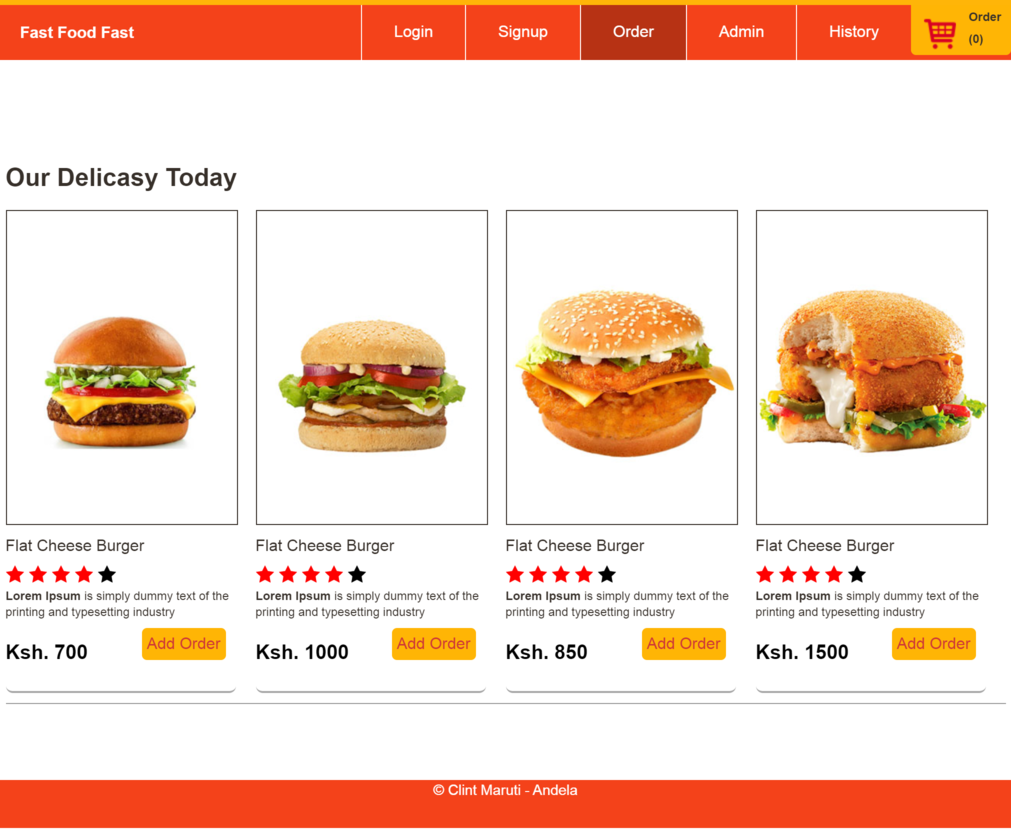 Fast Food Fast
Login
Signup
Order
Admin
History
Order
(0)
Our Delicasy Today
Flat Cheese Burger
Lorem Ipsum is simply dummy text of the
printing and typesetting industry
Ksh. 700
Add Order
Flat Cheese Burger
Lorem Ipsum is simply dummy text of the
printing and typesetting industry
Ksh. 1000
Add Order
Flat Cheese Burger
Lorem Ipsum is simply dummy text of the
printing and typesetting industry
Ksh. 850
Add Order
Flat Cheese Burger
Lorem Ipsum is simply dummy text of the
printing and typesetting industry
Ksh. 1500
Add Order
© Clint Maruti - Andela